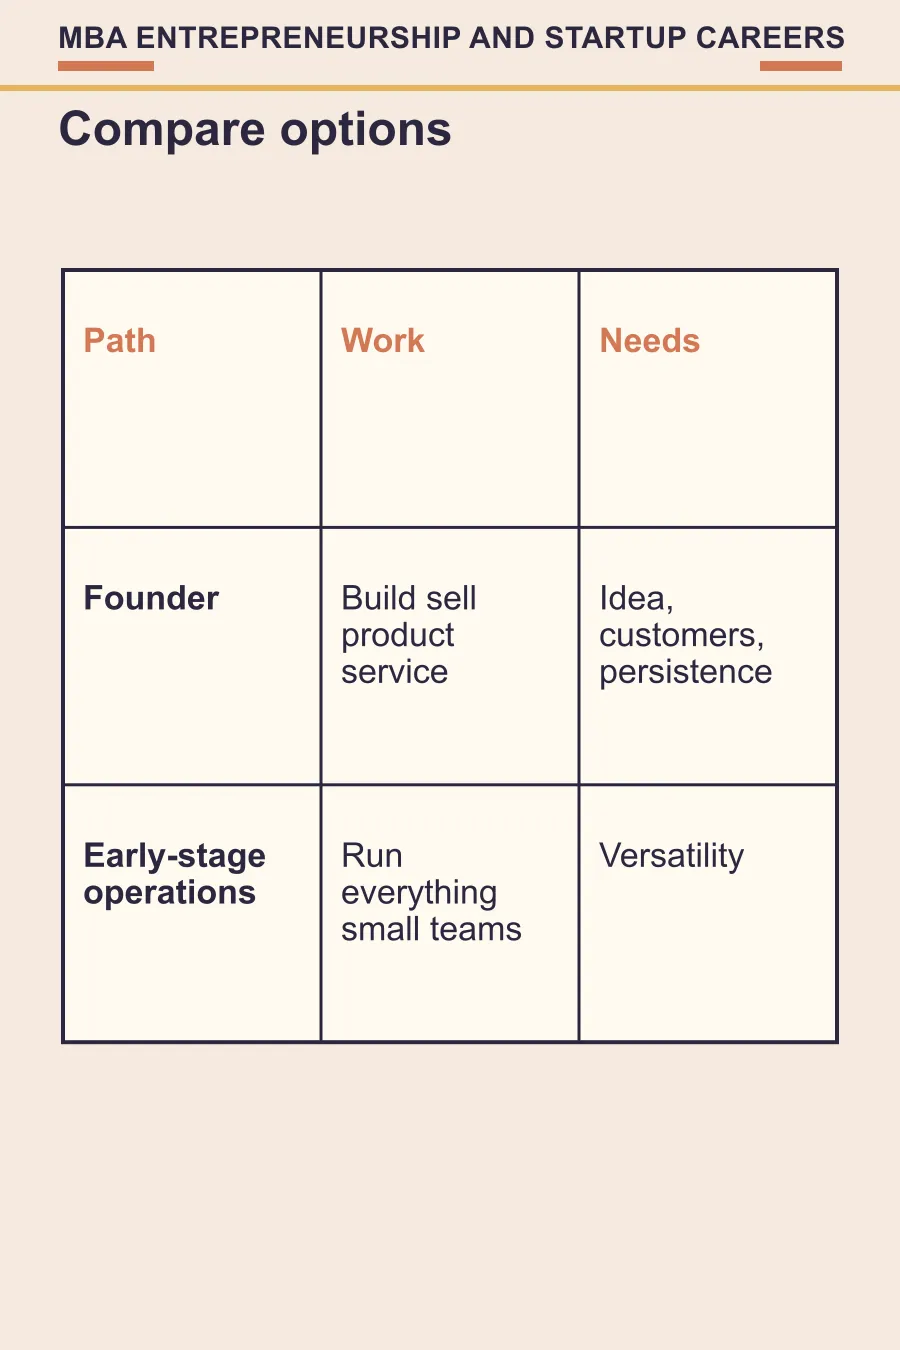 MBA ENTREPRENEURSHIP AND STARTUP CAREERS
Compare options
Path
Work
Needs
Founder
Build sell
product
service
Idea,
customers,
persistence
Early-stage
operations
Run
everything
small teams
Versatility